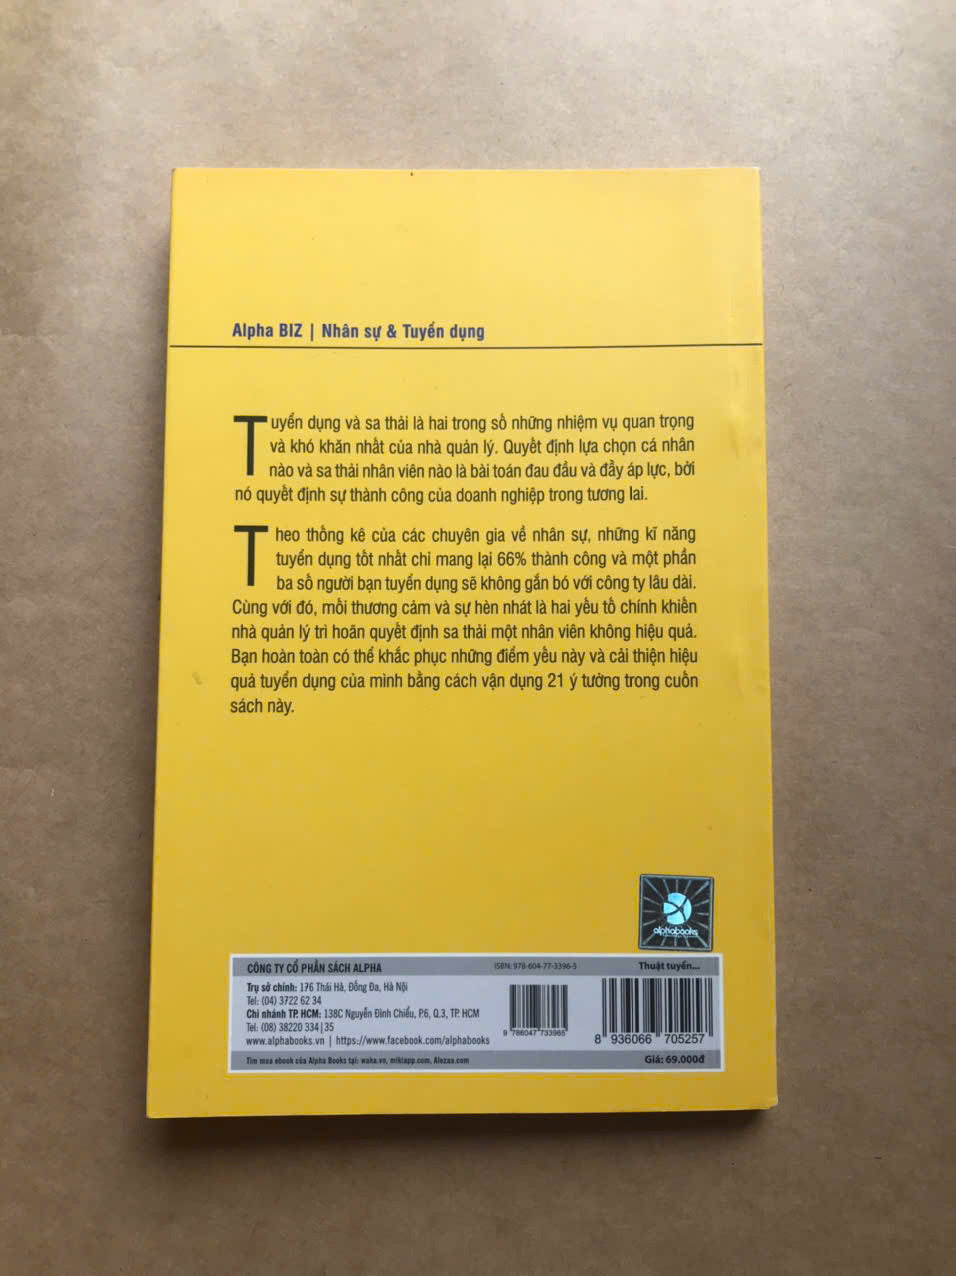 Alpha BIZ | Nhân sự & Tuyển dụng
Tuyển dụng và sa thải là hai trong số những nhiệm vụ quan trọng
và khó khăn nhất của nhà quản lý. Quyết định lựa chọn cá nhân
nào và sa thải nhân viên nào là bài toán đau đầu và đầy áp lực, bởi
nó quyết định sự thành công của doanh nghiệp trong tương lai.
Theo thống kê của các chuyên gia về nhân sự, những kĩ năng
tuyển dụng tốt nhất chỉ mang lại 66% thành công và một phần
ba số người bạn tuyển dụng sẽ không gắn bó với công ty lâu dài.
Cùng với đó, mối thương cảm và sự hèn nhát là hai yếu tố chính khiến
nhà quản lý trì hoãn quyết định sa thải một nhân viên không hiệu quả.
Bạn hoàn toàn có thể khắc phục những điểm yếu này và cải thiện hiệu
quả tuyển dụng của mình bằng cách vận dụng 21 ý tưởng trong cuốn
sách này.
alphabooks
CÔNG TY CỔ PHẦN SÁCH ALPHA
ISBN: 978-604-77-3396-5
Thuật tuyển...
Trụ sở chính: 176 Thái Hà, Đống Đa, Hà Nội
Tel: (04) 3722 62 34
Chi nhánh TP. HCM: 138C Nguyễn Đình Chiểu, P.6, Q.3, TP. HCM
Tel: (08) 38220 334 | 35
www.alphabooks.vn | https://www.facebook.com/alphabooks
9 786047 733965
8 936066 705257
Tìm mua ebook của Alpha Books tại: waka.vn, mikiapp.com, Alezaa.com
Giá: 69.000đ